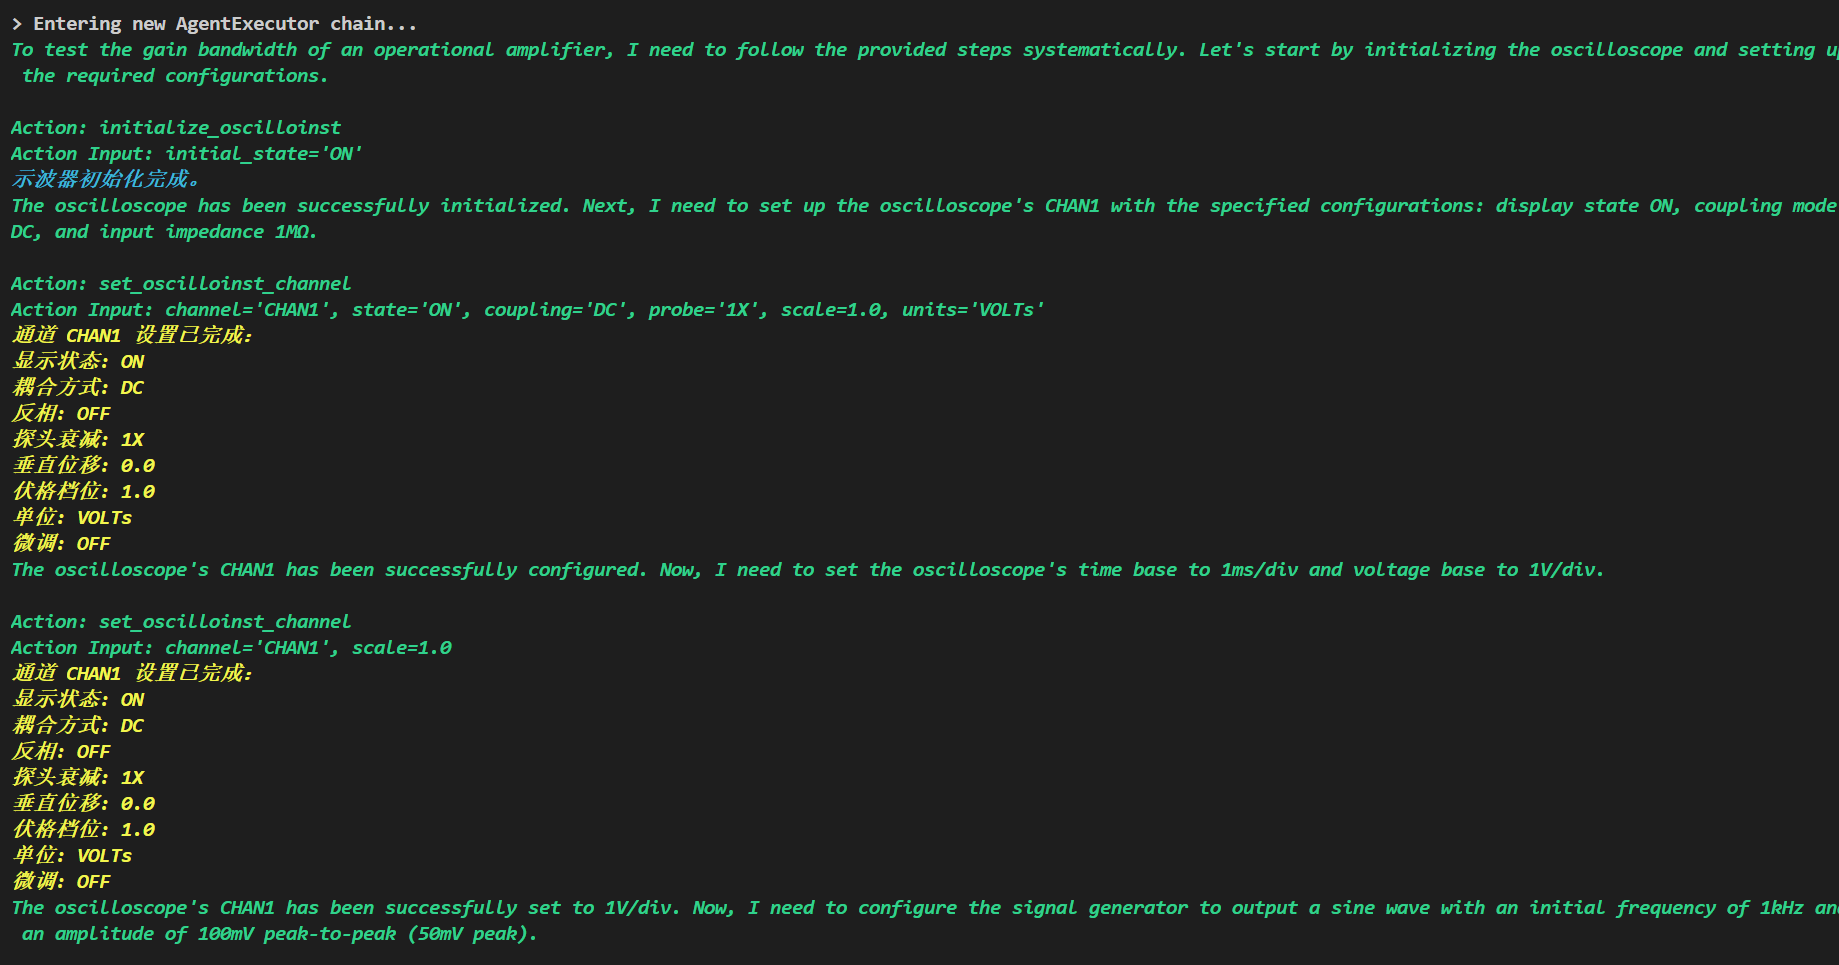 > Entering new AgentExecutor chain...
To test the gain bandwidth of an operational amplifier, I need to follow the provided steps systematically. Let's start by initializing the oscilloscope and setting up
the required configurations.
Action: initialize_oscilloinst
Action Input: initial_state='ON'
示波器初始化完成。
The oscilloscope has been successfully initialized. Next, I need to set up the oscilloscope's CHAN1 with the specified configurations: display state ON, coupling mode
DC, and input impedance 1MΩ.
Action: set_oscilloinst_channel
Action Input: channel='CHAN1', state='ON', coupling='DC', probe='1X', scale=1.0, units='VOLTs'
通道 CHAN1 设置已完成:
显示状态: ON
耦合方式: DC
反相: OFF
探头衰减: 1X
垂直位移: 0.0
伏格档位: 1.0
单位: VOLTs
微调: OFF
The oscilloscope's CHAN1 has been successfully configured. Now, I need to set the oscilloscope's time base to 1ms/div and voltage base to 1V/div.
Action: set_oscilloinst_channel
Action Input: channel='CHAN1', scale=1.0
通道 CHAN1 设置已完成:
显示状态: ON
耦合方式: DC
反相: OFF
探头衰减: 1X
垂直位移: 0.0
伏格档位: 1.0
单位: VOLTs
微调: OFF
The oscilloscope's CHAN1 has been successfully set to 1V/div. Now, I need to configure the signal generator to output a sine wave with an initial frequency of 1kHz and
an amplitude of 100mV peak-to-peak (50mV peak).